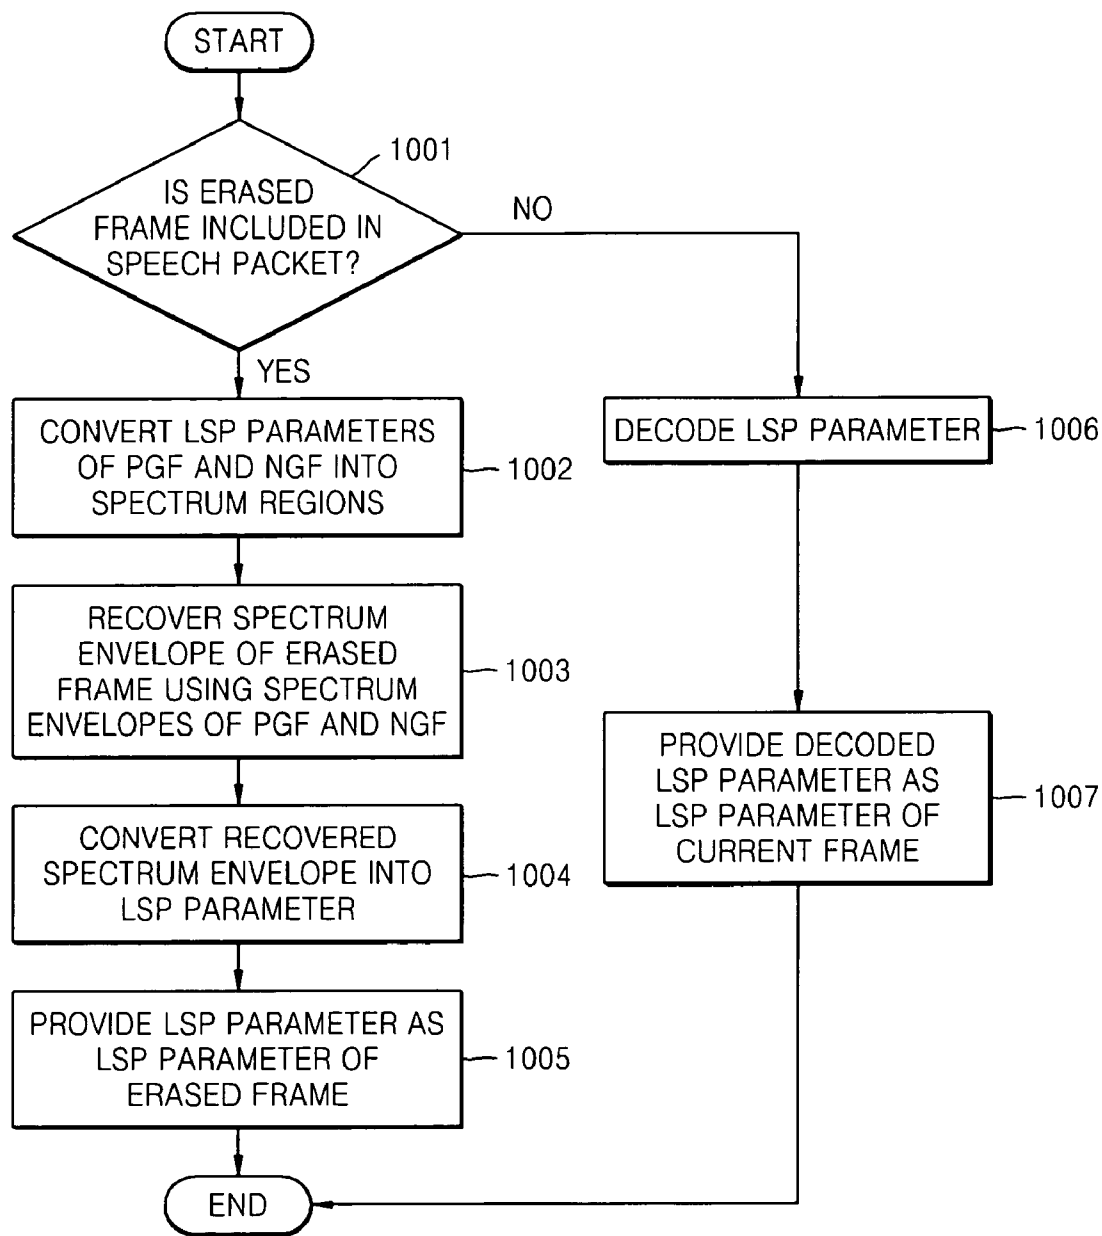 START
1001
IS ERASED
FRAME INCLUDED IN
SPEECH PACKET?
NO
YES
CONVERT LSP PARAMETERS
OF PGF AND NGF INTO
SPECTRUM REGIONS
1002
DECODE LSP PARAMETER
1006
RECOVER SPECTRUM
ENVELOPE OF ERASED
FRAME USING SPECTRUM
ENVELOPES OF PGF AND NGF
1003
PROVIDE DECODED
LSP PARAMETER AS
LSP PARAMETER OF
CURRENT FRAME
1007
CONVERT RECOVERED
SPECTRUM ENVELOPE INTO
LSP PARAMETER
1004
PROVIDE LSP PARAMETER AS
LSP PARAMETER OF
ERASED FRAME
1005
END